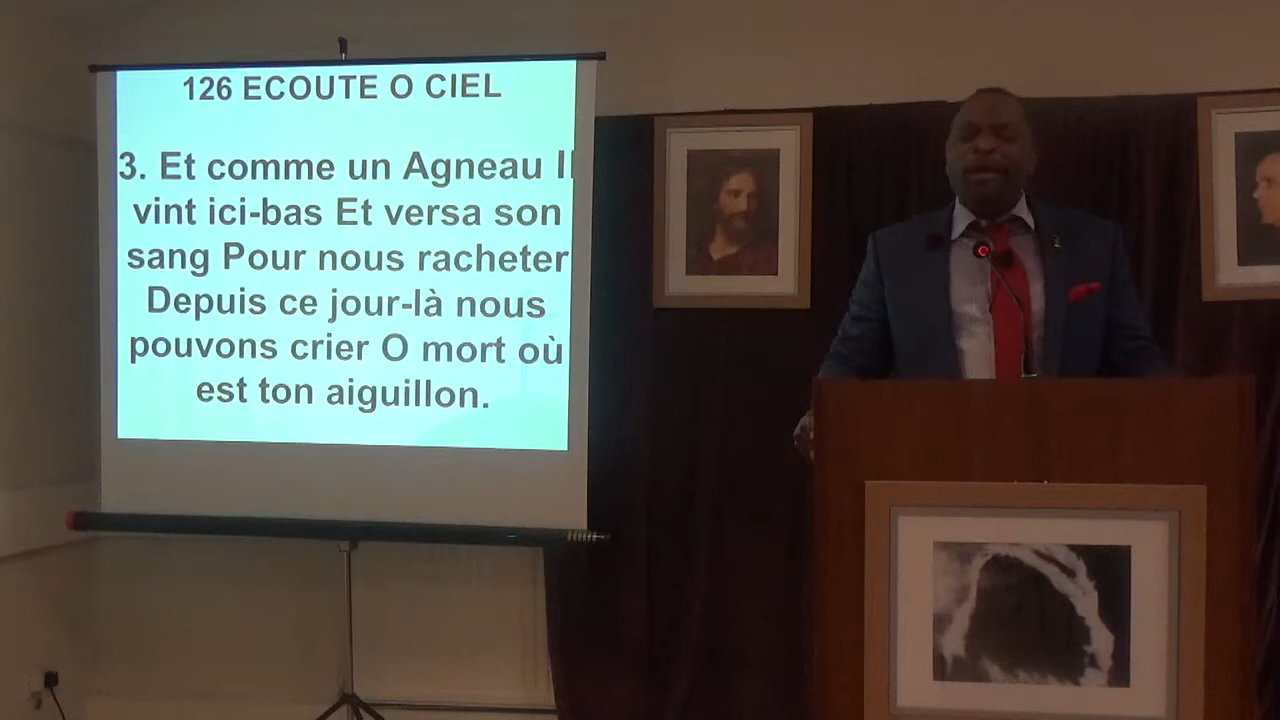 126 ECOUTE O CIEL
3. Et comme un Agneau Il
vint ici-bas Et versa son
sang Pour nous racheter
Depuis ce jour-là nous
pouvons crier O mort où
est ton aiguillon.